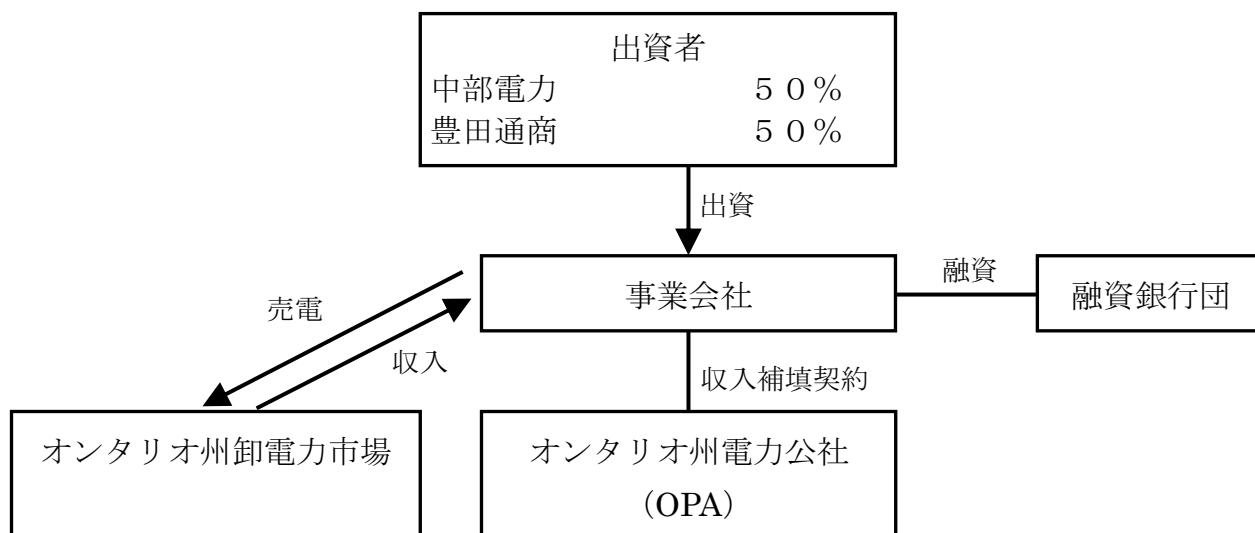 出資者
中部電力 50%
豊田通商 50%
出資
事業会社
融資
融資銀行団
売電
収入
収入補填契約
オンタリオ州卸電力市場
オンタリオ州電力公社
（OPA）